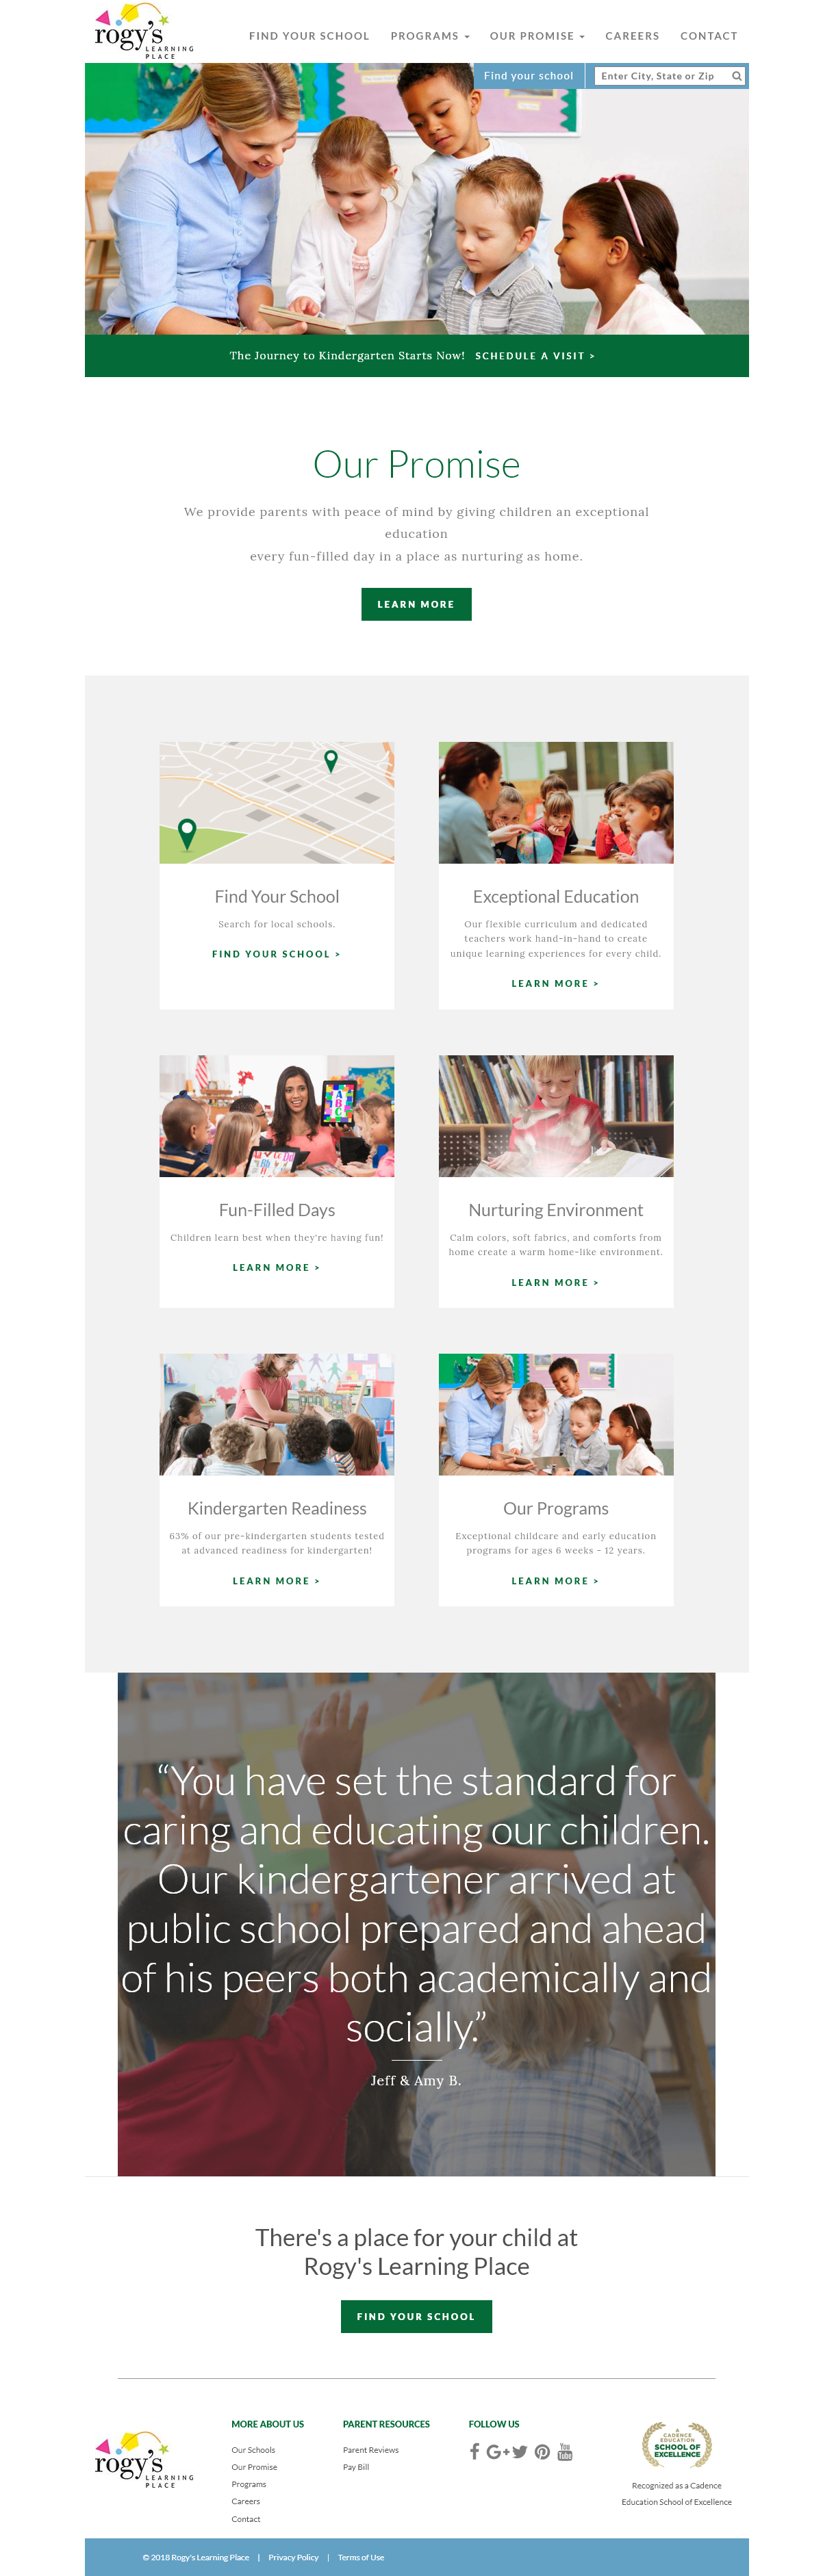 rogy's
LEARNING
PLACE
FIND YOUR SCHOOL PROGRAMS OUR PROMISE CAREERS CONTACT
Find your school Enter City, State or Zip
The Journey to Kindergarten Starts Now! SCHEDULE A VISIT >
Our Promise
We provide parents with peace of mind by giving children an exceptional
education
every fun-filled day in a place as nurturing as home.
LEARN MORE
Find Your School
Search for local schools.
FIND YOUR SCHOOL >
Exceptional Education
Our flexible curriculum and dedicated
teachers work hand-in-hand to create
unique learning experiences for every child.
LEARN MORE >
A
B
C
Fun-Filled Days
Children learn best when they're having fun!
LEARN MORE >
Nurturing Environment
Calm colors, soft fabrics, and comforts from
home create a warm home-like environment.
LEARN MORE >
Kindergarten Readiness
63% of our pre-kindergarten students tested
at advanced readiness for kindergarten!
LEARN MORE >
Our Programs
Exceptional childcare and early education
programs for ages 6 weeks - 12 years.
LEARN MORE >
“You have set the standard for
caring and educating our children.
Our kindergartener arrived at
public school prepared and ahead
of his peers both academically and
socially.”
Jeff & Amy B.
There's a place for your child at
Rogy's Learning Place
FIND YOUR SCHOOL
rogy's
LEARNING
PLACE
MORE ABOUT US
Our Schools
Our Promise
Programs
Careers
Contact
PARENT RESOURCES
Parent Reviews
Pay Bill
FOLLOW US
You
Tube
A
CADENCE
EDUCATION
SCHOOL OF
EXCELLENCE
Recognized as a Cadence
Education School of Excellence
© 2018 Rogy's Learning Place | Privacy Policy | Terms of Use